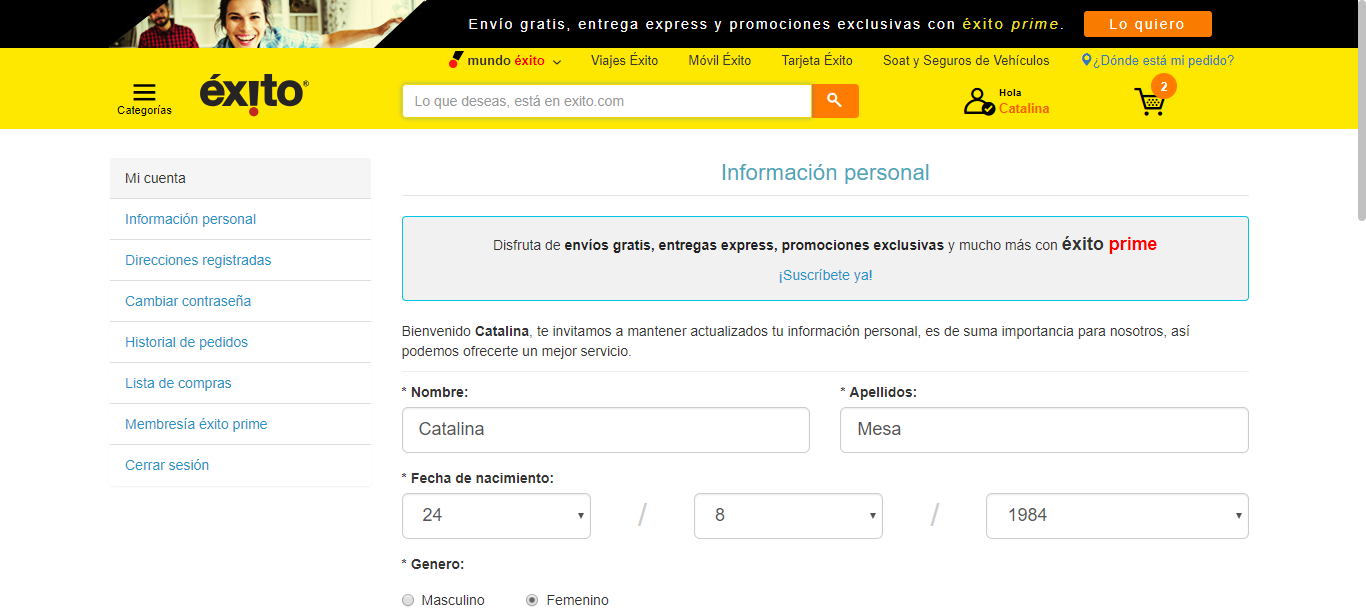 Envío gratis, entrega express y promociones exclusivas con éxito prime. Lo quiero
mundo éxito Viajes Éxito Móvil Éxito Tarjeta Éxito Soat y Seguros de Vehículos ¿Dónde está mi pedido?
Categorías
éxito®
Lo que deseas, está en exito.com
Hola
Catalina
2
Mi cuenta
Información personal
Direcciones registradas
Cambiar contraseña
Historial de pedidos
Lista de compras
Membresía éxito prime
Cerrar sesión
Información personal
Disfruta de envíos gratis, entregas express, promociones exclusivas y mucho más con éxito prime
¡Suscríbete ya!
Bienvenido Catalina, te invitamos a mantener actualizados tu información personal, es de suma importancia para nosotros, así
podemos ofrecerte un mejor servicio.
* Nombre: * Apellidos:
Catalina Mesa
* Fecha de nacimiento:
24 / 8 / 1984
* Genero:
Masculino Femenino